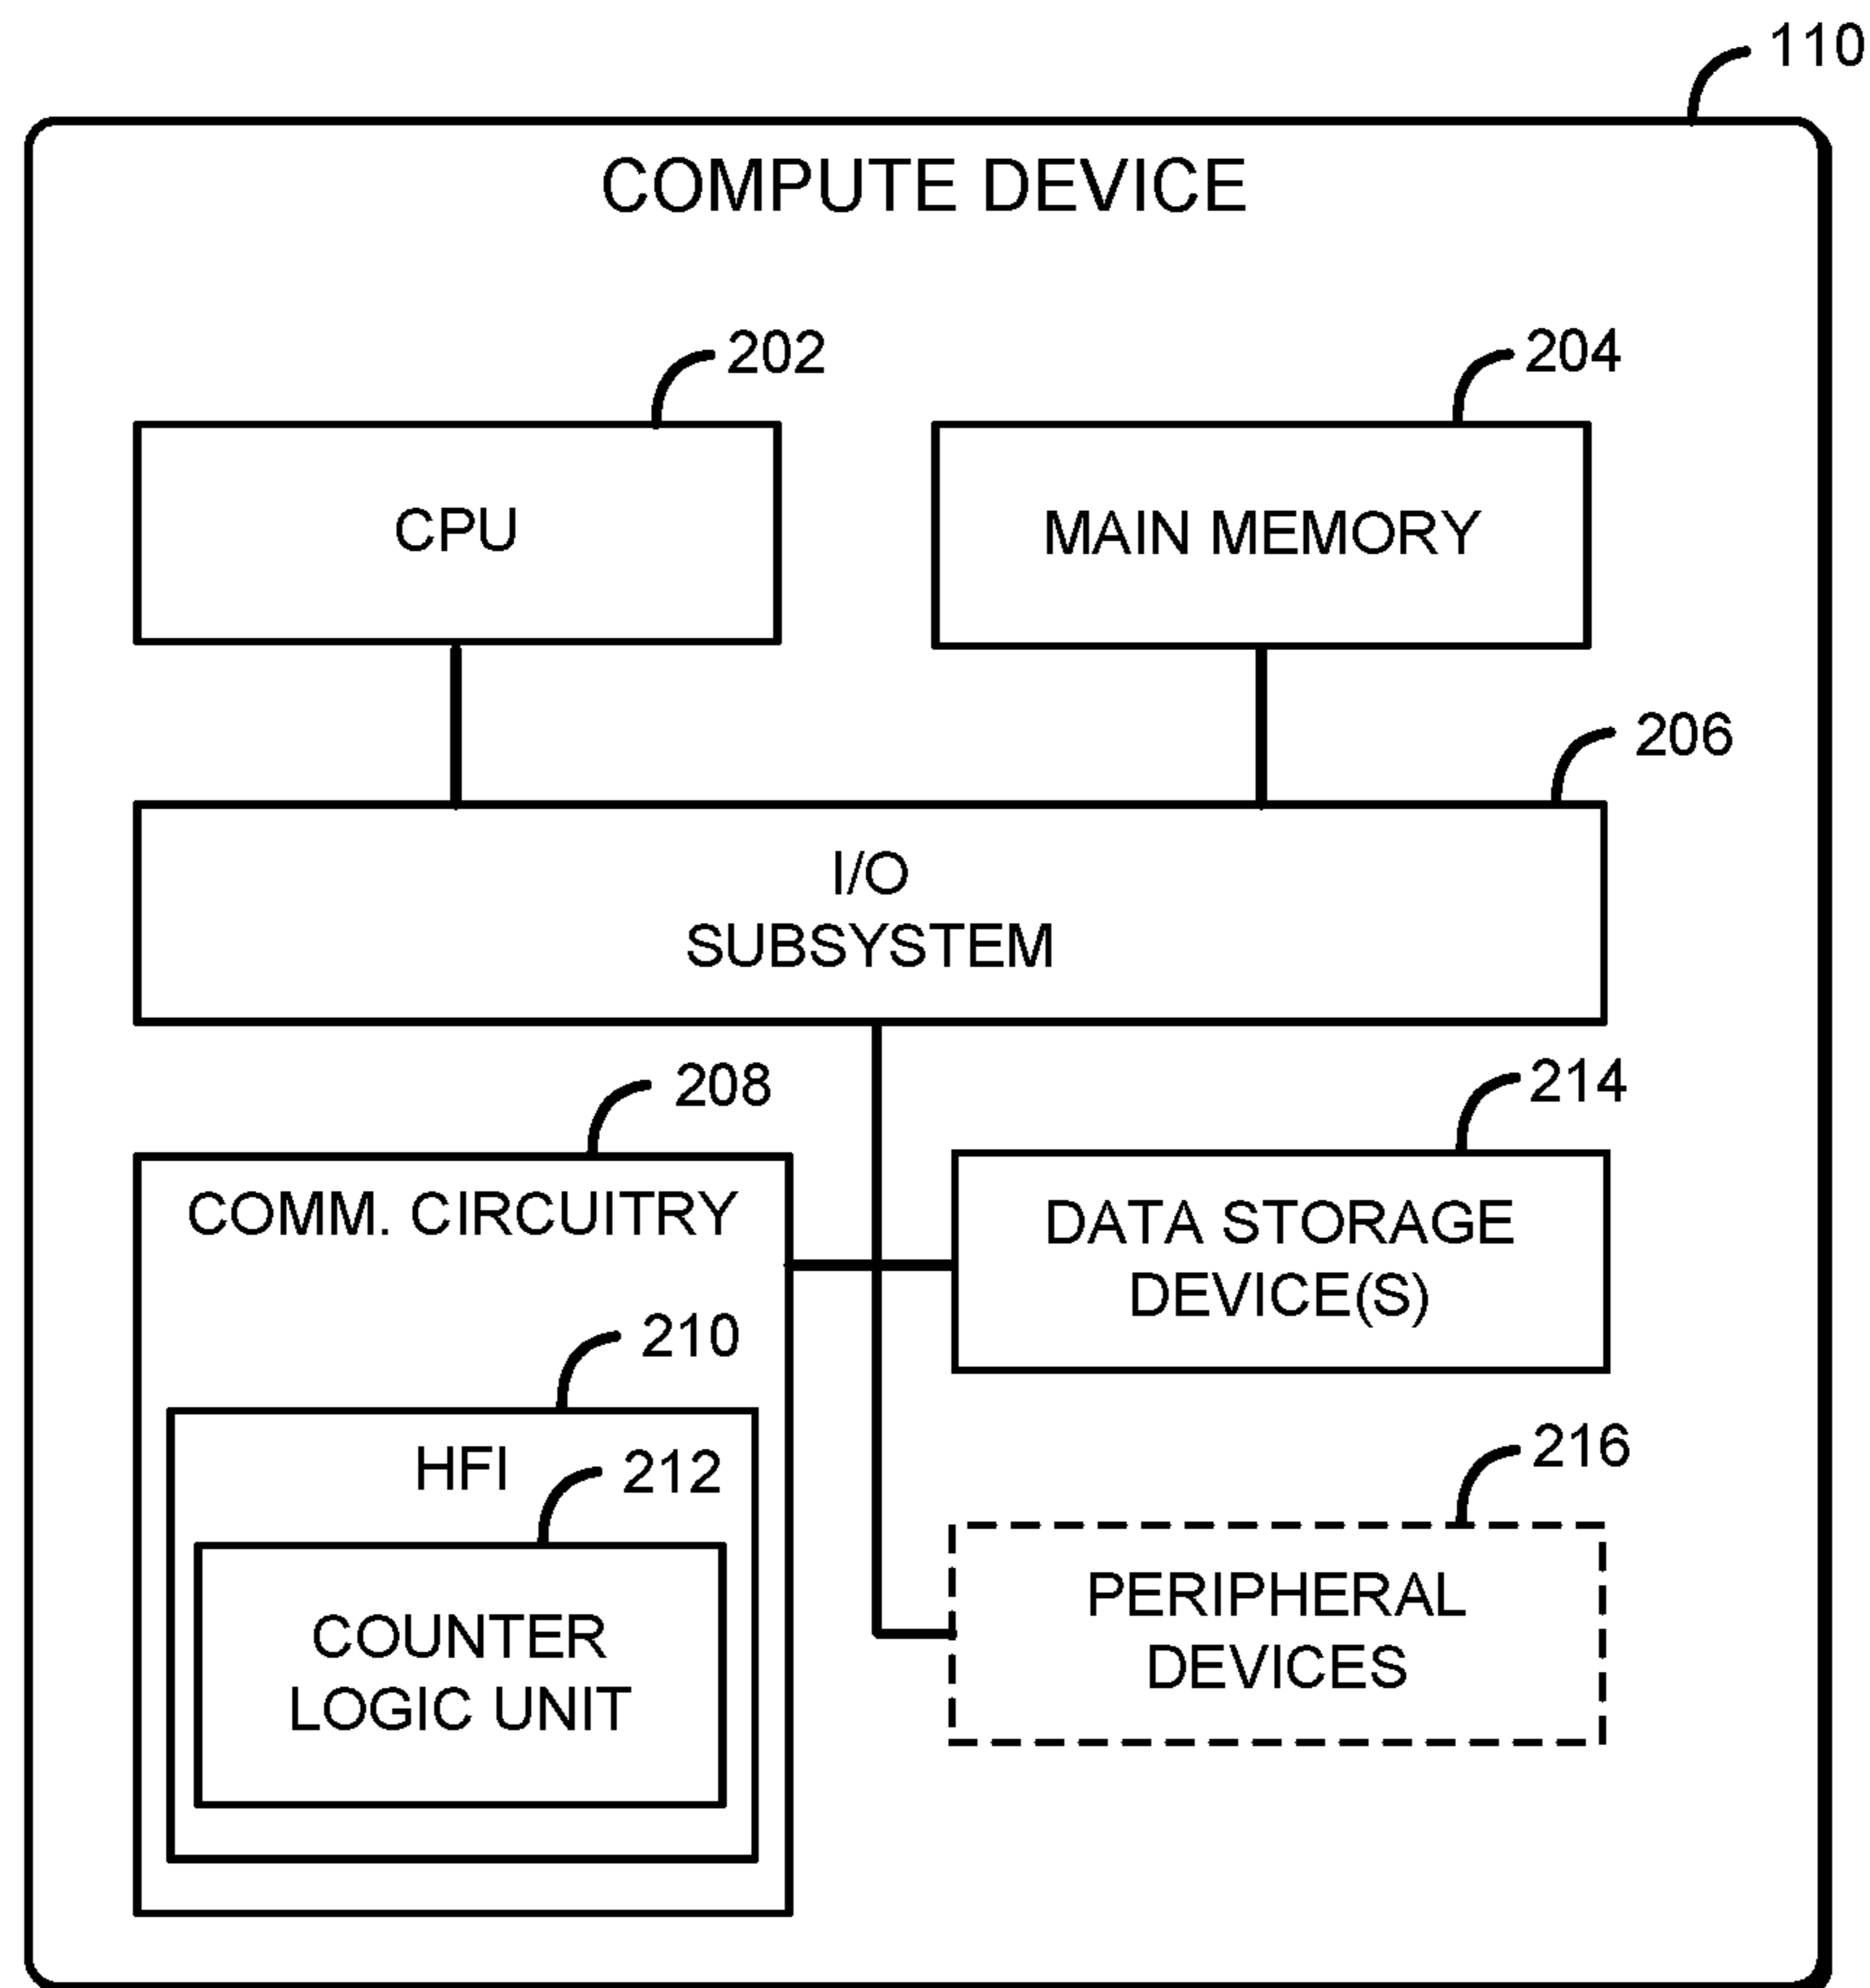 110
COMPUTE DEVICE
202
204
CPU
MAIN MEMORY
206
I/O
SUBSYSTEM
208
214
COMM. CIRCUITRY
DATA STORAGE
DEVICE(S)
210
HFI
212
216
COUNTER
LOGIC UNIT
PERIPHERAL
DEVICES